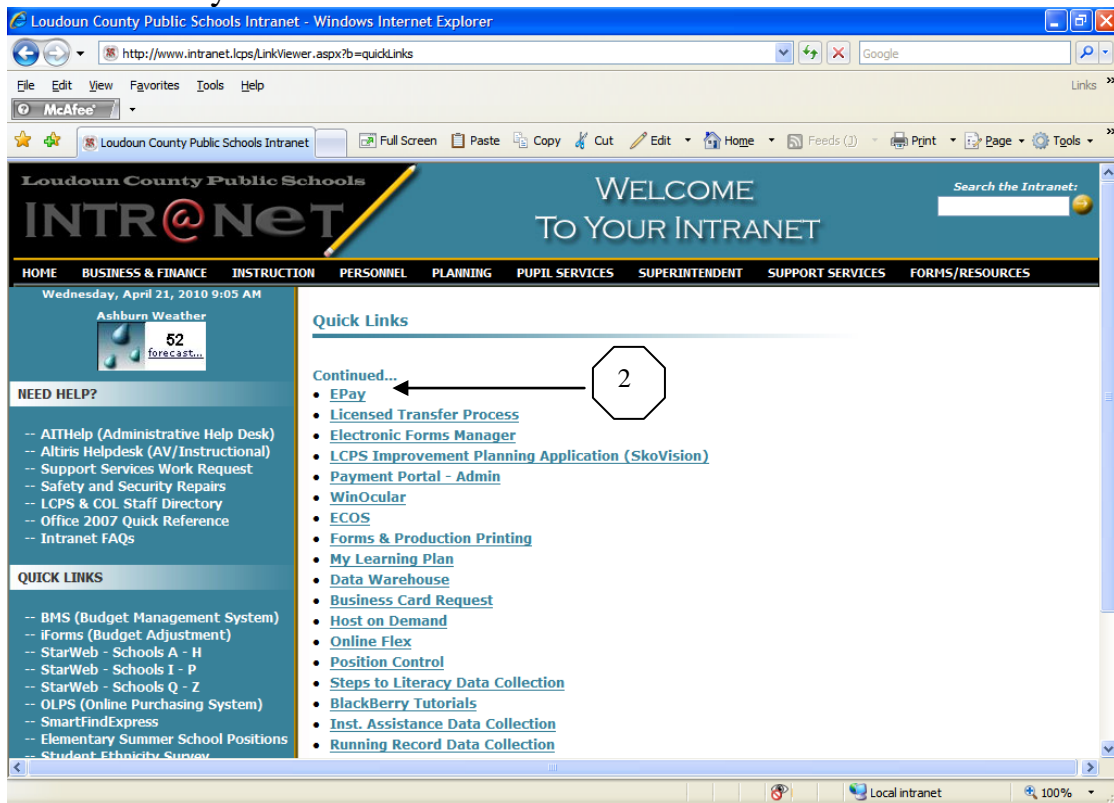 Loudoun County Public Schools Intranet - Windows Internet Explorer
http://www.intranet.lcps/LinkViewer.aspx?b=quickLinks
Google
File Edit View Favorites Tools Help
Links »
McAfee
Loudoun County Public Schools Intranet
Full Screen Paste Copy Cut Edit Home Feeds (J) Print Page Tools »
Loudoun County Public Schools
INTR@NeT
WELCOME
TO YOUR INTRANET
Search the Intranet:
HOME BUSINESS & FINANCE INSTRUCTION PERSONNEL PLANNING PUPIL SERVICES SUPERINTENDENT SUPPORT SERVICES FORMS/RESOURCES
Wednesday, April 21, 2010 9:05 AM
Ashburn Weather
52
forecast...
NEED HELP?
-- AITHelp (Administrative Help Desk)
-- Altiris Helpdesk (AV/Instructional)
-- Support Services Work Request
-- Safety and Security Repairs
-- LCPS & COL Staff Directory
-- Office 2007 Quick Reference
-- Intranet FAQs
QUICK LINKS
-- BMS (Budget Management System)
-- iForms (Budget Adjustment)
-- StarWeb - Schools A - H
-- StarWeb - Schools I - P
-- StarWeb - Schools Q - Z
-- OLPS (Online Purchasing System)
-- SmartFindExpress
-- Elementary Summer School Positions
-- Student Ethnicity Survey
Quick Links
Continued...
2
• EPay
• Licensed Transfer Process
• Electronic Forms Manager
• LCPS Improvement Planning Application (SkoVision)
• Payment Portal - Admin
• WinOcular
• ECOS
• Forms & Production Printing
• My Learning Plan
• Data Warehouse
• Business Card Request
• Host on Demand
• Online Flex
• Position Control
• Steps to Literacy Data Collection
• BlackBerry Tutorials
• Inst. Assistance Data Collection
• Running Record Data Collection
Local intranet
100%